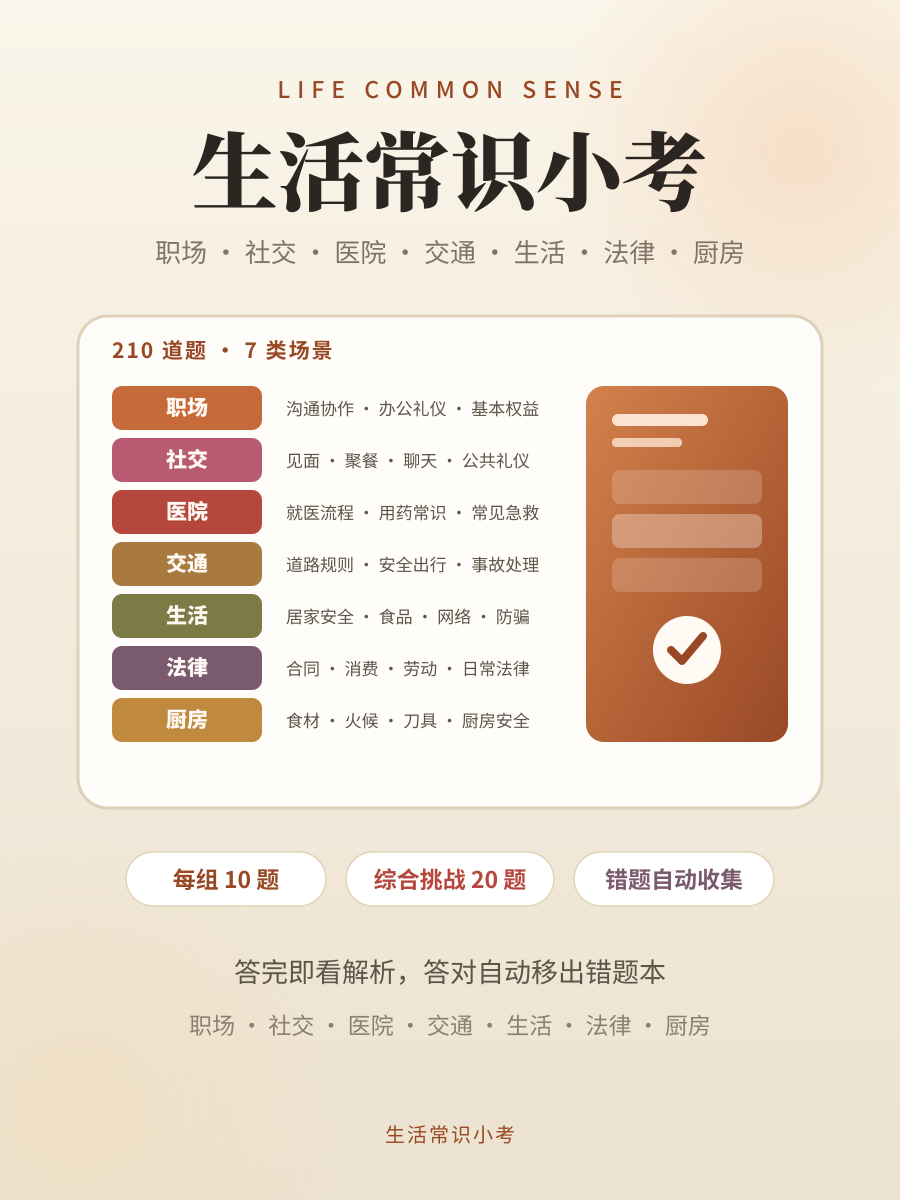 LIFE COMMON SENSE
生活常识小考
职场 · 社交 · 医院 · 交通 · 生活 · 法律 · 厨房
210 道题 · 7 类场景
职场 沟通协作 · 办公礼仪 · 基本权益
社交 见面 · 聚餐 · 聊天 · 公共礼仪
医院 就医流程 · 用药常识 · 常见急救
交通 道路规则 · 安全出行 · 事故处理
生活 居家安全 · 食品 · 网络 · 防骗
法律 合同 · 消费 · 劳动 · 日常法律
厨房 食材 · 火候 · 刀具 · 厨房安全
每组 10 题 综合挑战 20 题 错题自动收集
答完即看解析，答对自动移出错题本
职场 · 社交 · 医院 · 交通 · 生活 · 法律 · 厨房
生活常识小考